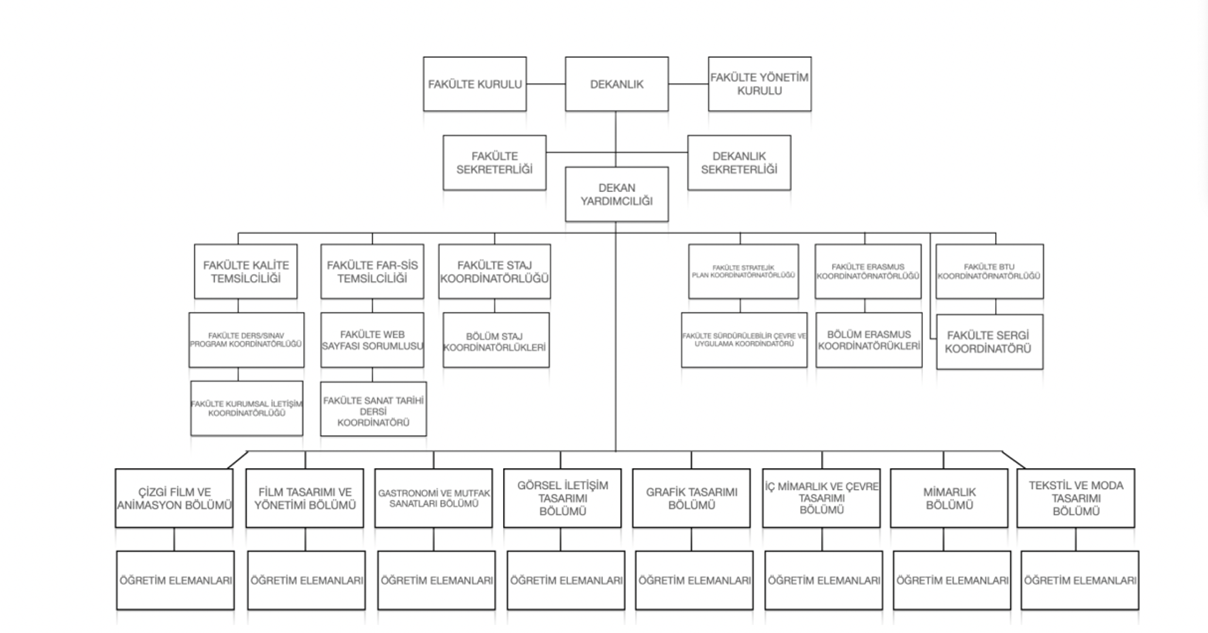 FAKÜLTE KURULU
DEKANLIK
FAKÜLTE YÖNETİM
KURULU
FAKÜLTE
SEKRETERLİĞİ
DEKANLIK
SEKRETERLİĞİ
DEKAN
YARDIMCILIĞI
FAKÜLTE KALİTE
TEMSİLCİLİĞİ
FAKÜLTE FAR-SİS
TEMSİLCİLİĞİ
FAKÜLTE STAJ
KOORDİNATÖRLÜĞÜ
FAKÜLTE STRATEJİK
PLAN KOORDİNATÖRNATÖRLÜĞÜ
FAKÜLTE ERASMUS
KOORDİNATÖRNATÖRLÜĞÜ
FAKÜLTE BTU
KOORDİNATÖRNATÖRLÜĞÜ
FAKÜLTE DERS/SINAV
PROGRAM KOORDİNATÖRLÜĞÜ
FAKÜLTE WEB
SAYFASI SORUMLUSU
BÖLÜM STAJ
KOORDİNATÖRLÜKLERİ
FAKÜLTE SÜRDÜRÜLEBİLİR ÇEVRE VE
UYGULAMA KOORDİNDATÖRÜ
BÖLÜM ERASMUS
KOORDİNATÖRÜKLERİ
FAKÜLTE SERGİ
KOORDİNATÖRÜ
FAKÜLTE KURUMSAL İLETİŞİM
KOORDİNATÖRLÜĞÜ
FAKÜLTE SANAT TARİHİ
DERSİ
KOORDİNATÖRÜ
ÇİZGİ FİLM VE
ANİMASYON BÖLÜMÜ
FİLM TASARIMI VE
YÖNETİMİ BÖLÜMÜ
GASTRONOMİ VE MUTFAK
SANATLARI BÖLÜMÜ
GÖRSEL İLETİŞİM
TASARIMI
BÖLÜMÜ
GRAFİK TASARIMI
BÖLÜMÜ
İÇ MİMARLIK VE ÇEVRE
TASARIMI
BÖLÜMÜ
MİMARLIK
BÖLÜMÜ
TEKSTİL VE MODA
TASARIMI
BÖLÜMÜ
ÖĞRETİM ELEMANLARI
ÖĞRETİM ELEMANLARI
ÖĞRETİM ELEMANLARI
ÖĞRETİM ELEMANLARI
ÖĞRETİM ELEMANLARI
ÖĞRETİM ELEMANLARI
ÖĞRETİM ELEMANLARI
ÖĞRETİM ELEMANLARI